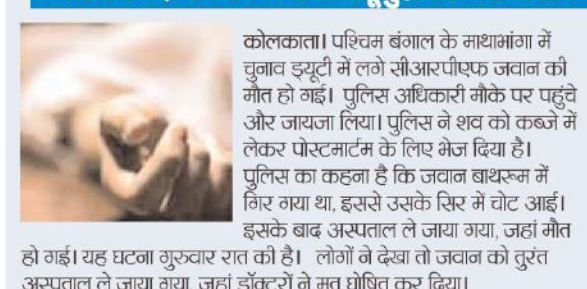 कोलकाता। पश्चिम बंगाल के माथाभांगा में
चुनाव ड्यूटी में लगे सीआरपीएफ जवान की
मौत हो गई।  पुलिस अधिकारी मौके पर पहुंचे
और जायजा लिया। पुलिस ने शव को कब्जे में
लेकर पोस्टमार्टम के लिए भेज दिया है।
पुलिस का कहना है कि जवान बाथरूम में
गिर गया था, इससे उसके सिर में चोट आई।
इसके बाद अस्पताल ले जाया गया, जहां मौत
हो गई। यह घटना गुरुवार रात की है।  लोगों ने देखा तो जवान को तुरंत
अस्पताल ले जाया गया, जहां डॉक्टरों ने मृत घोषित कर दिया।